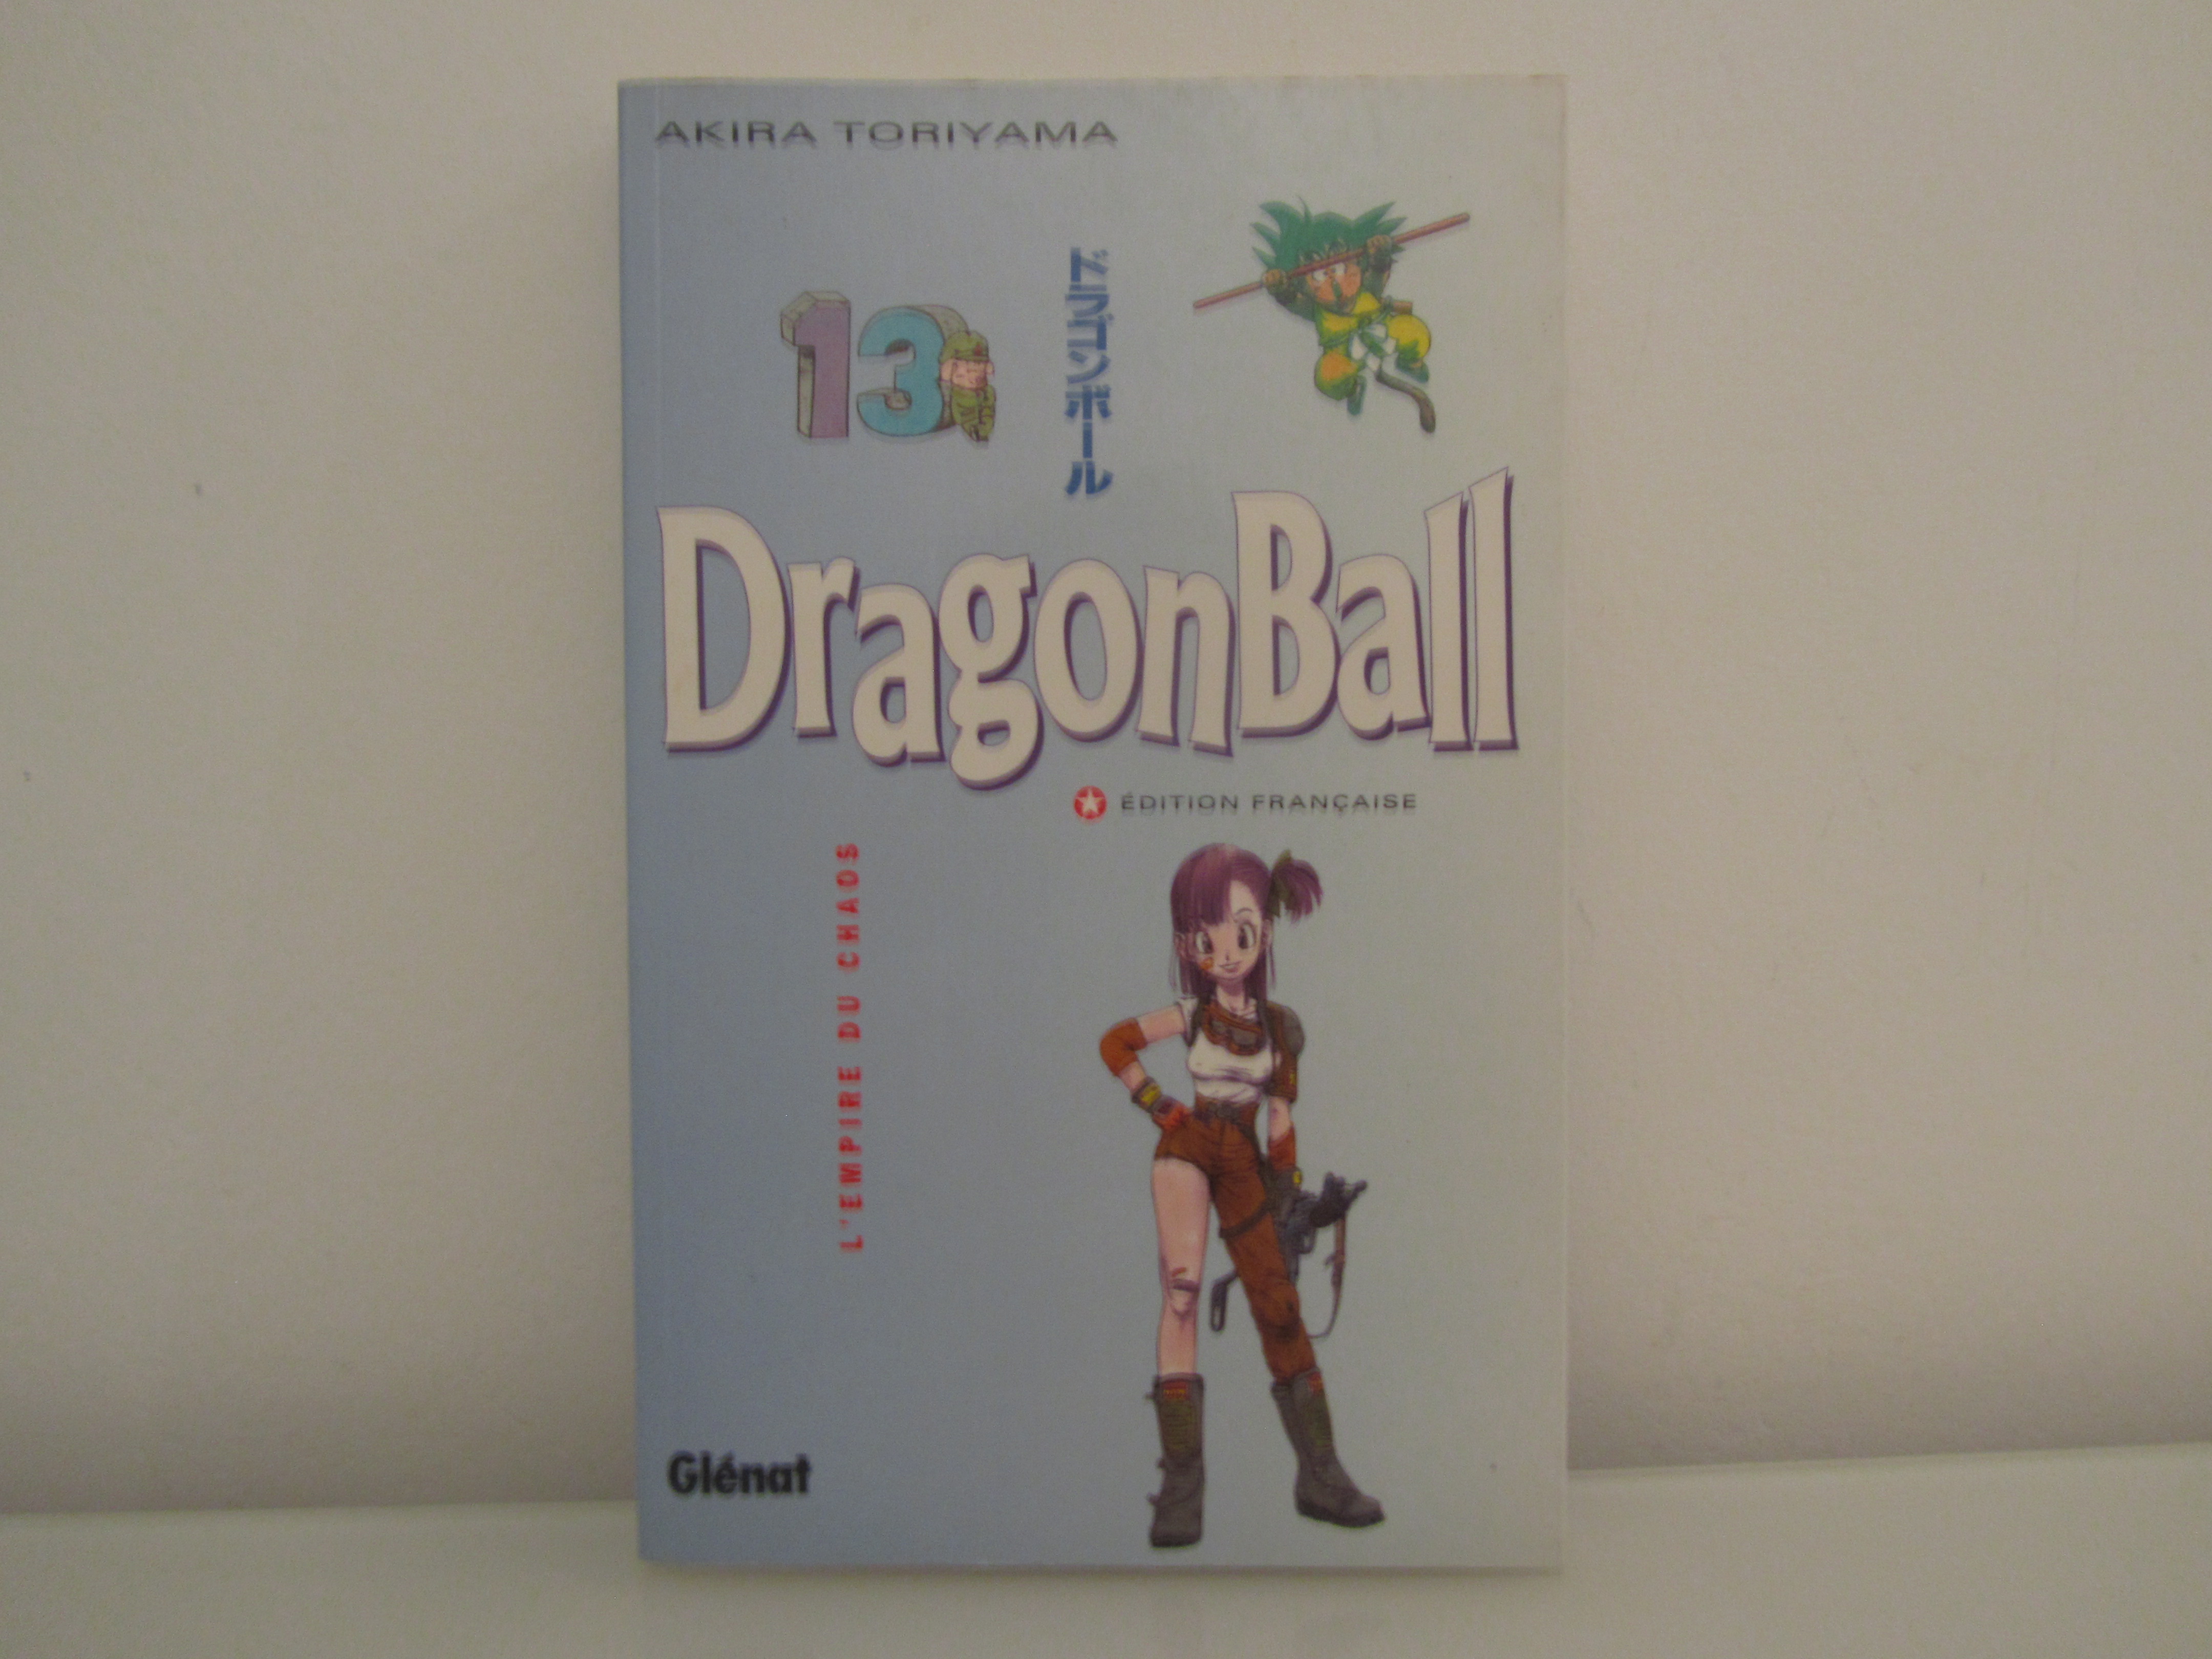 AKIRA TORIYAMA
13
ドラゴンボール
DragonBall
ÉDITION FRANÇAISE
L'EMPIRE DU CHAOS
Glénat